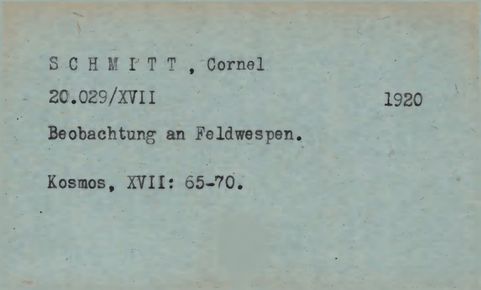 S C H M I T T , Cornel
20.029/XVII 1920
Beobachtung an Feldwespen.
Kosmos, XVII: 65-70.